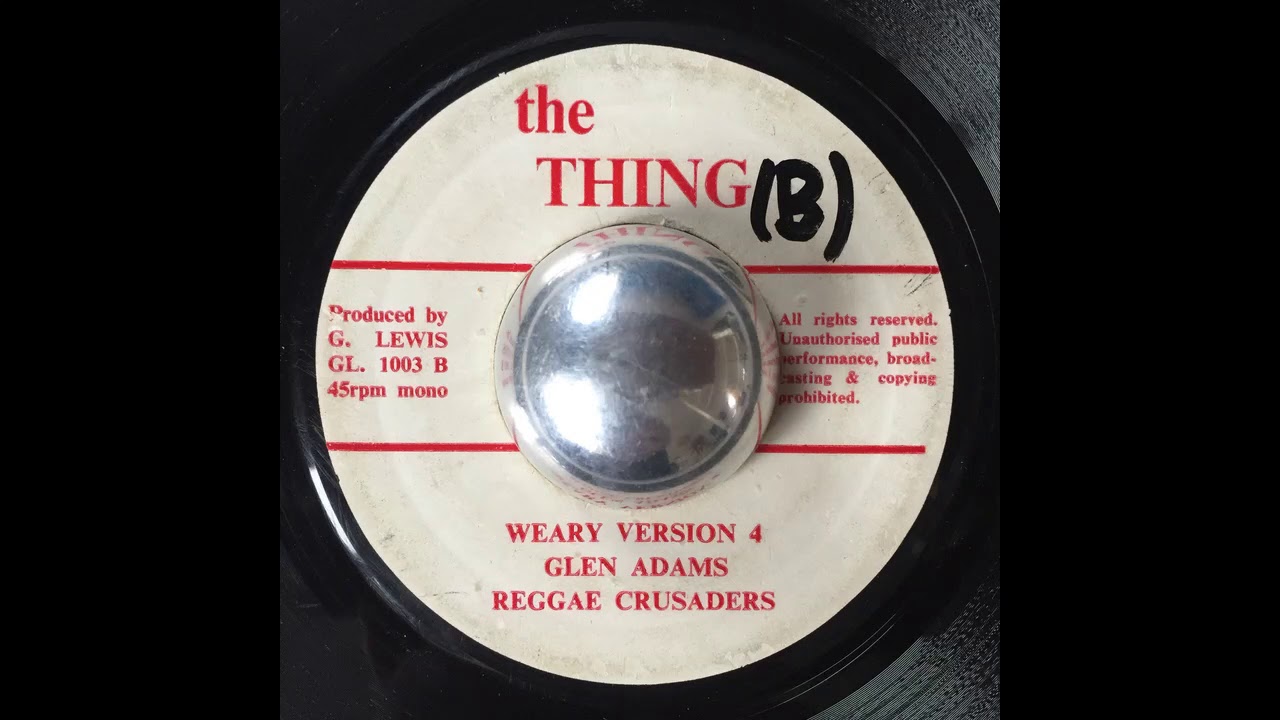 the
THING (B)
Produced by
G. LEWIS
GL. 1003 B
45rpm mono
All rights reserved.
Unauthorised public
performance, broad-
casting & copying
prohibited.
WEARY VERSION 4
GLEN ADAMS
REGGAE CRUSADERS